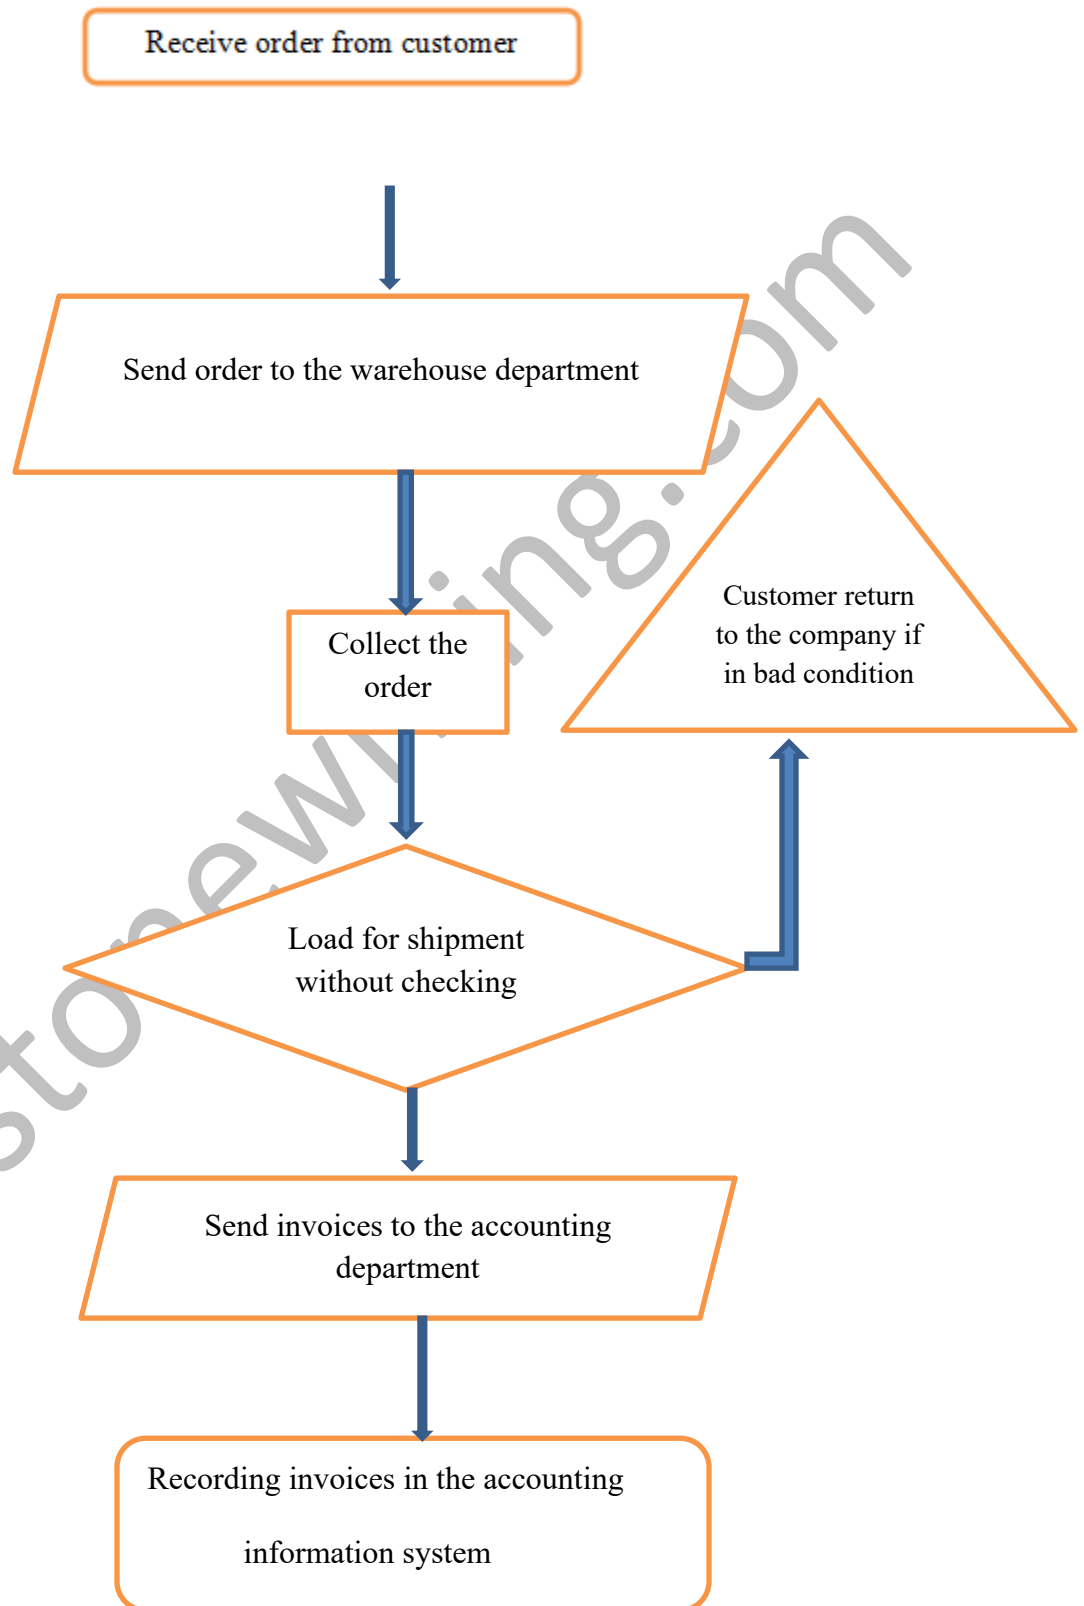 Receive order from customer
Send order to the warehouse department
Customer return
to the company if
in bad condition
Collect the
order
Load for shipment
without checking
Send invoices to the accounting
department
Recording invoices in the accounting
information system